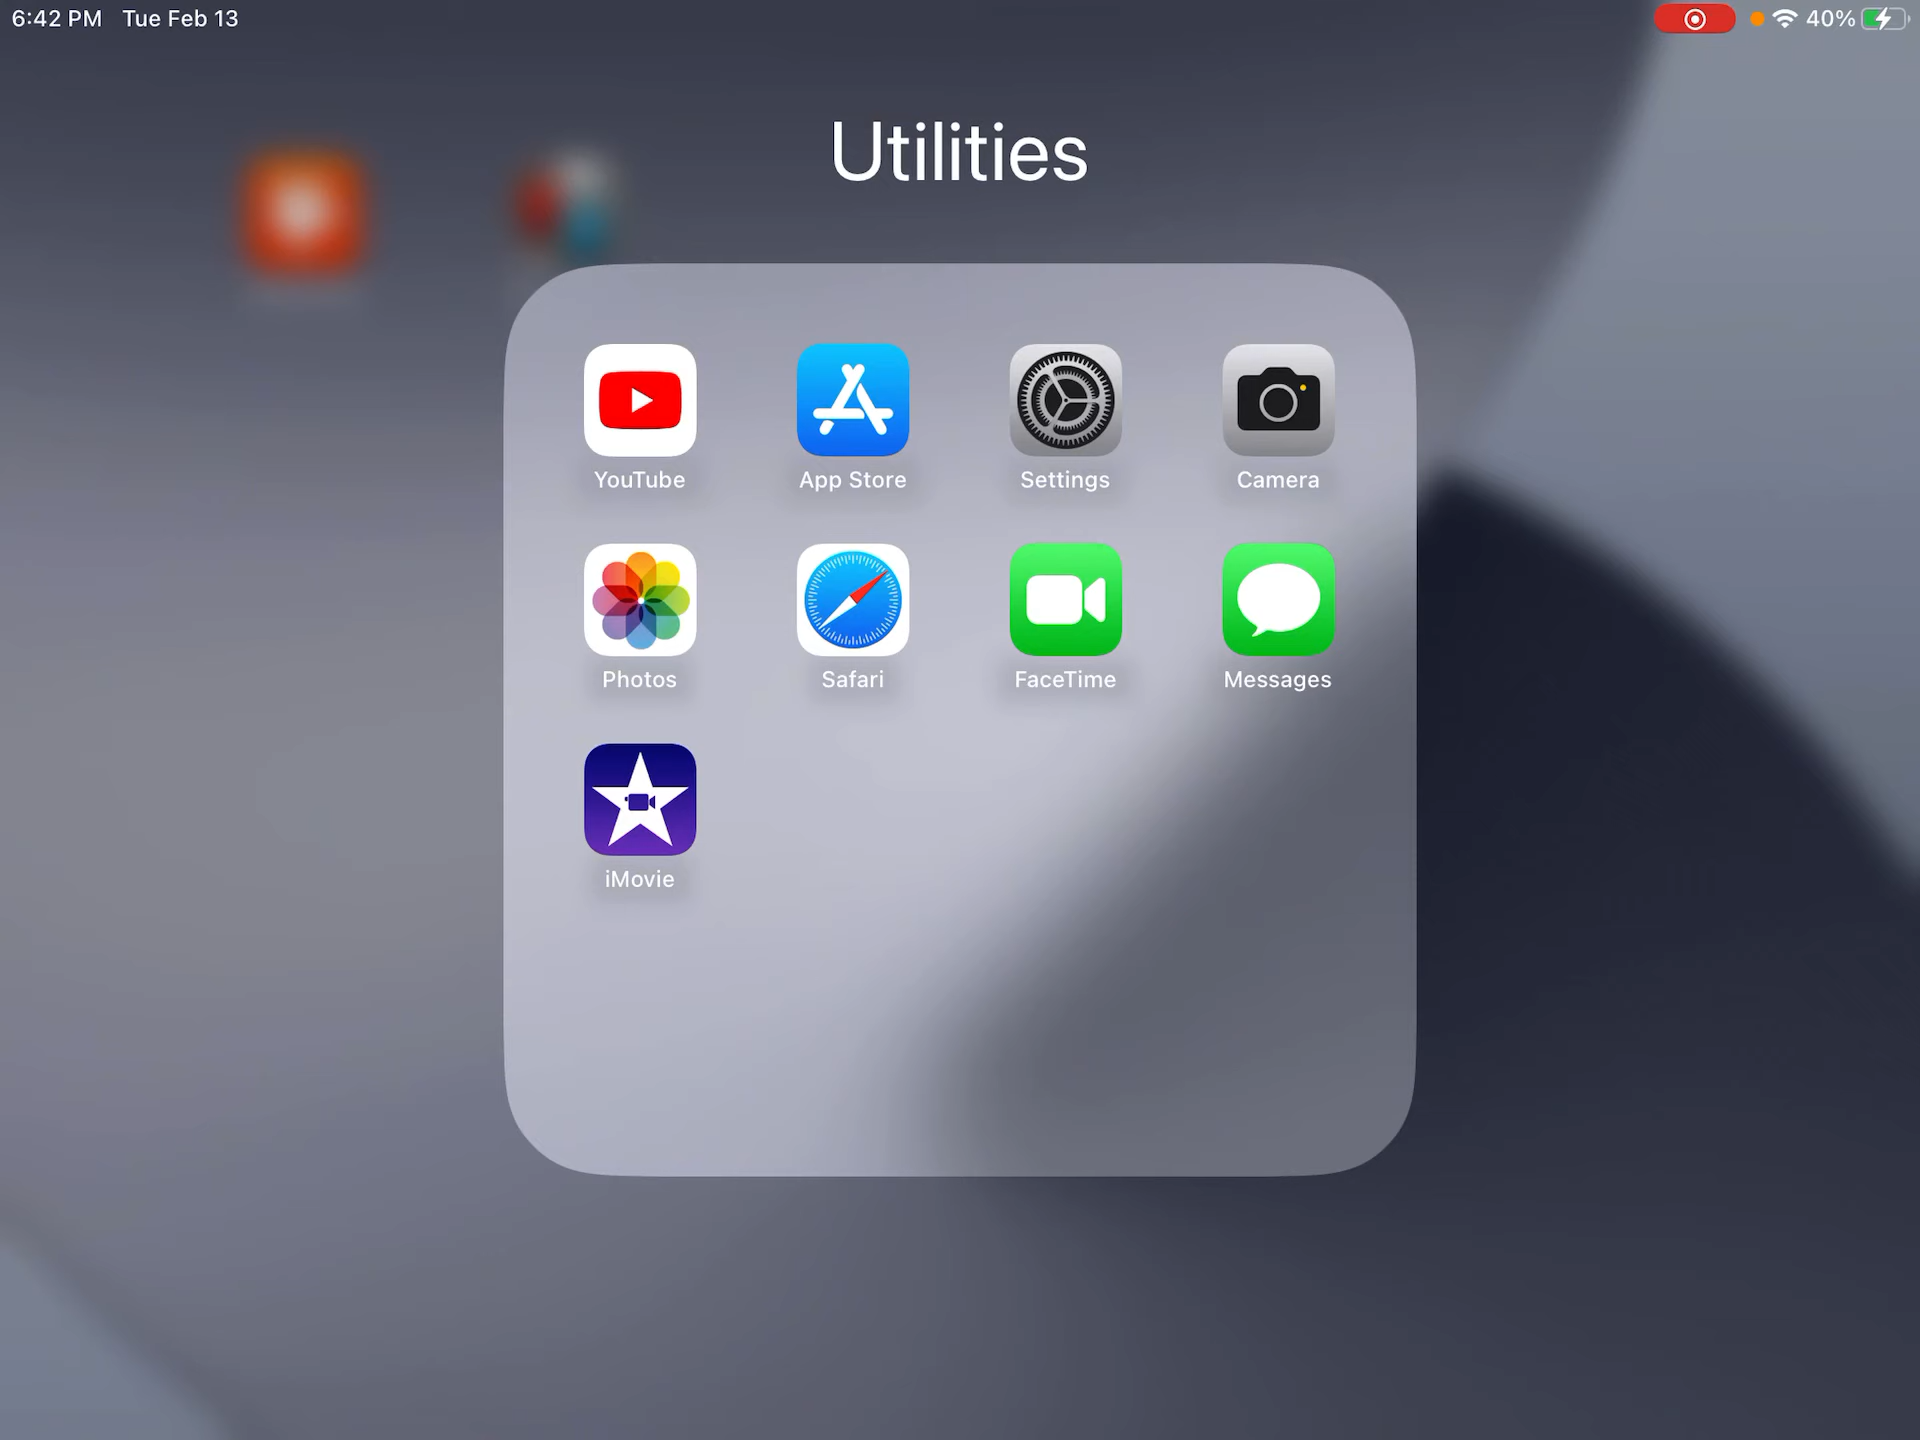 6:42 PM Tue Feb 13
40%
Utilities
YouTube
App Store
Settings
Camera
Photos
Safari
FaceTime
Messages
iMovie